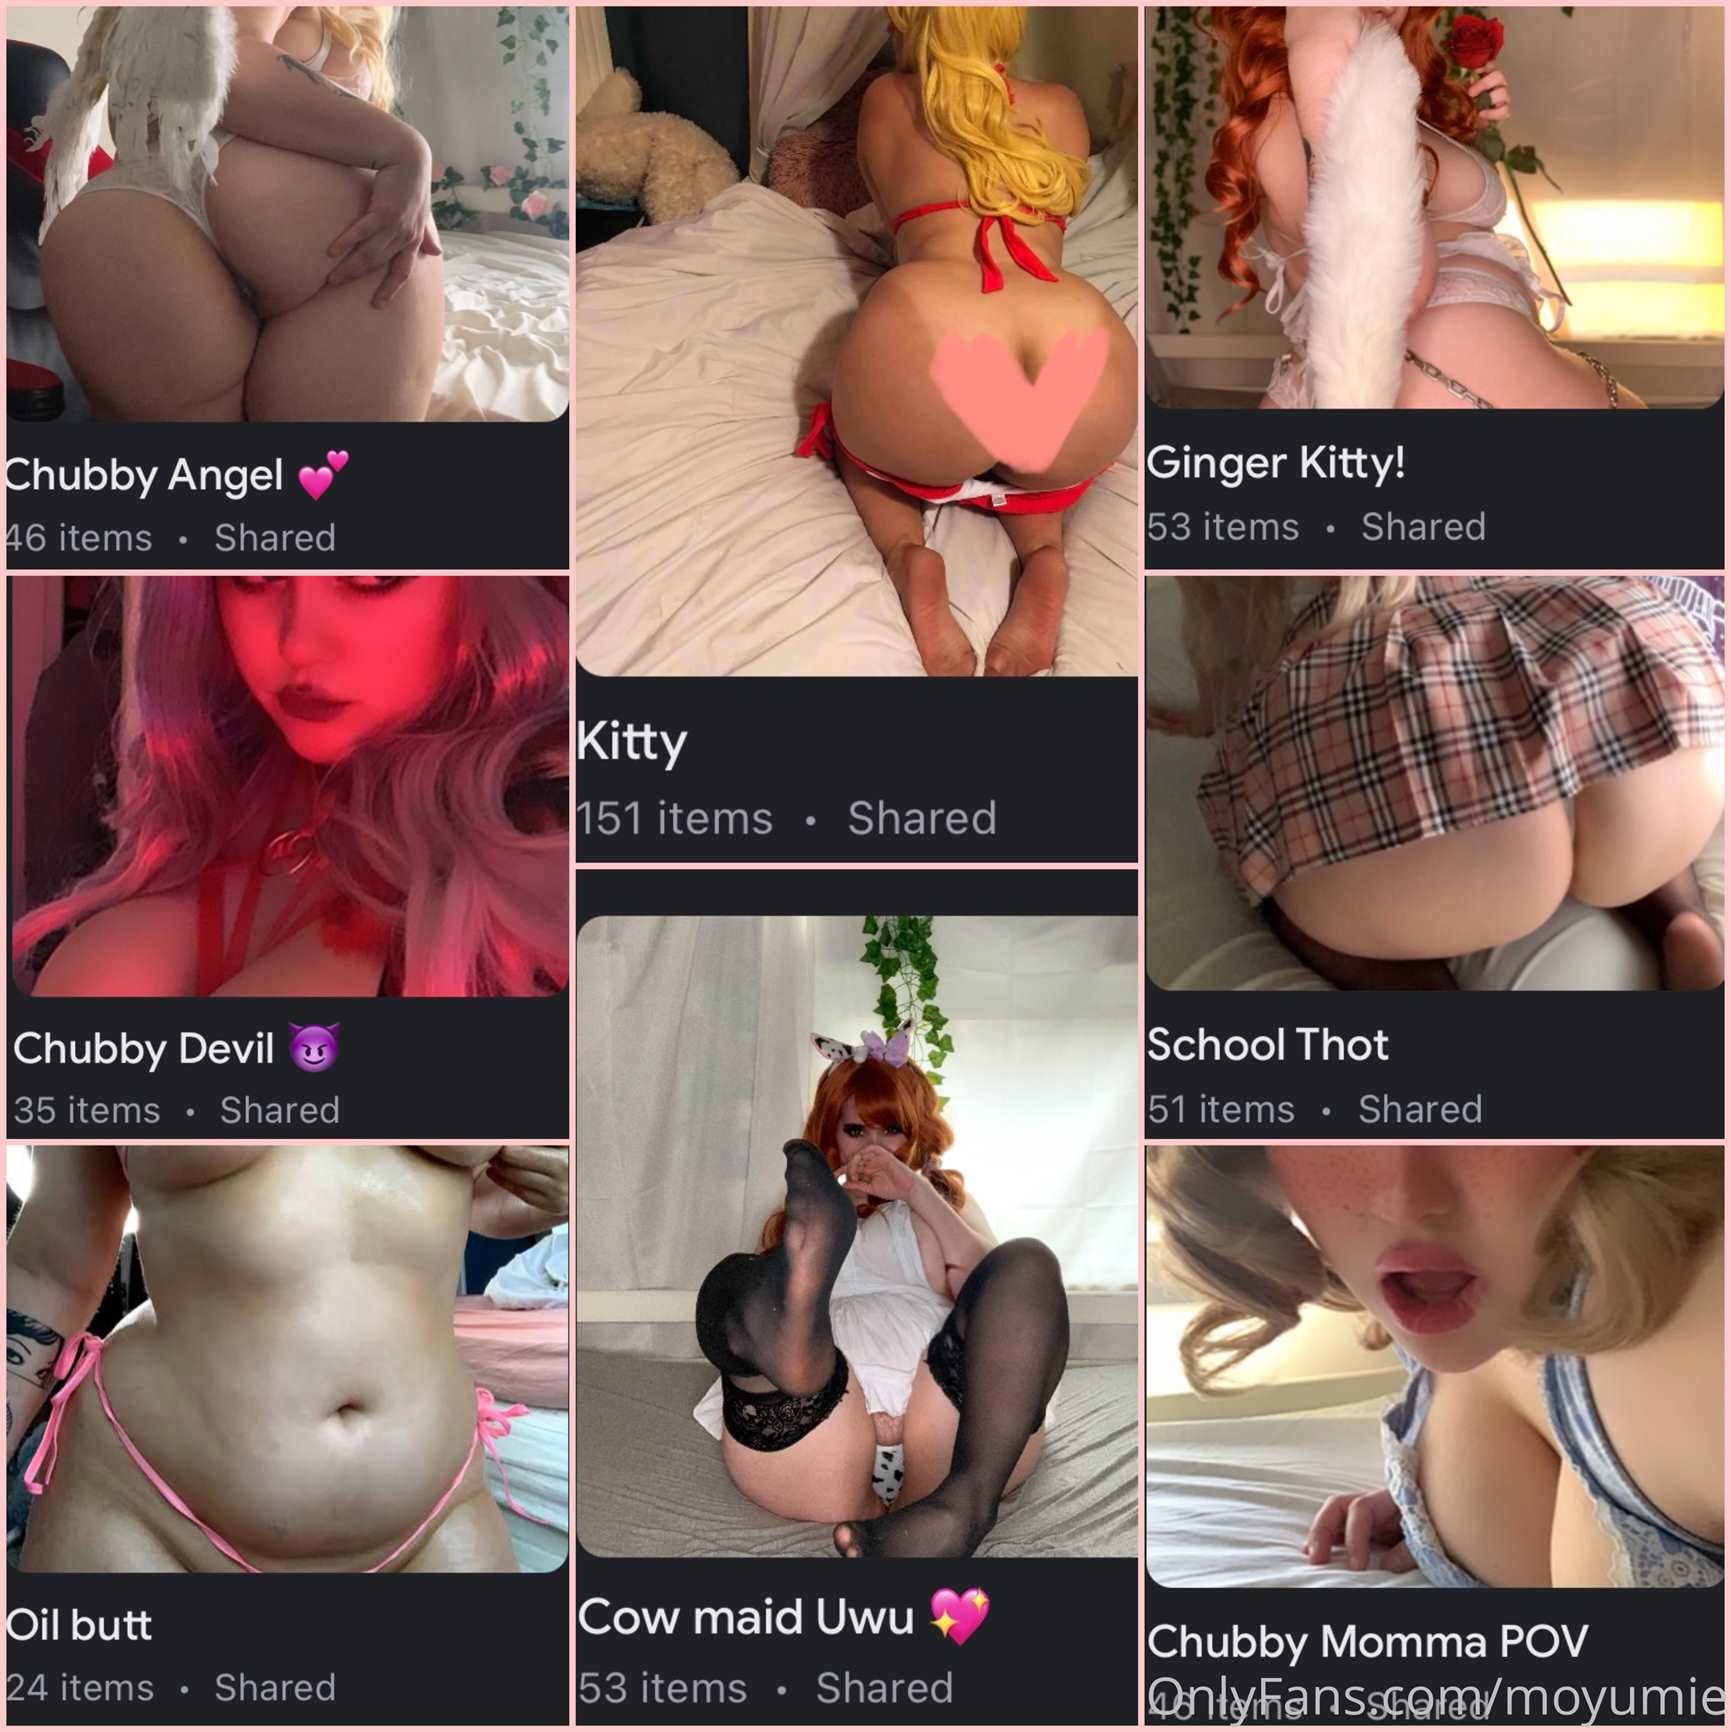 Chubby Angel 💕
46 items • Shared
Kitty
151 items • Shared
Ginger Kitty!
53 items • Shared
Chubby Devil 😈
35 items • Shared
School Thot
51 items • Shared
Oil butt
24 items • Shared
Cow maid Uwu 💖
53 items • Shared
Chubby Momma POV
46 items • Shared
OnlyFans.com/moyumie